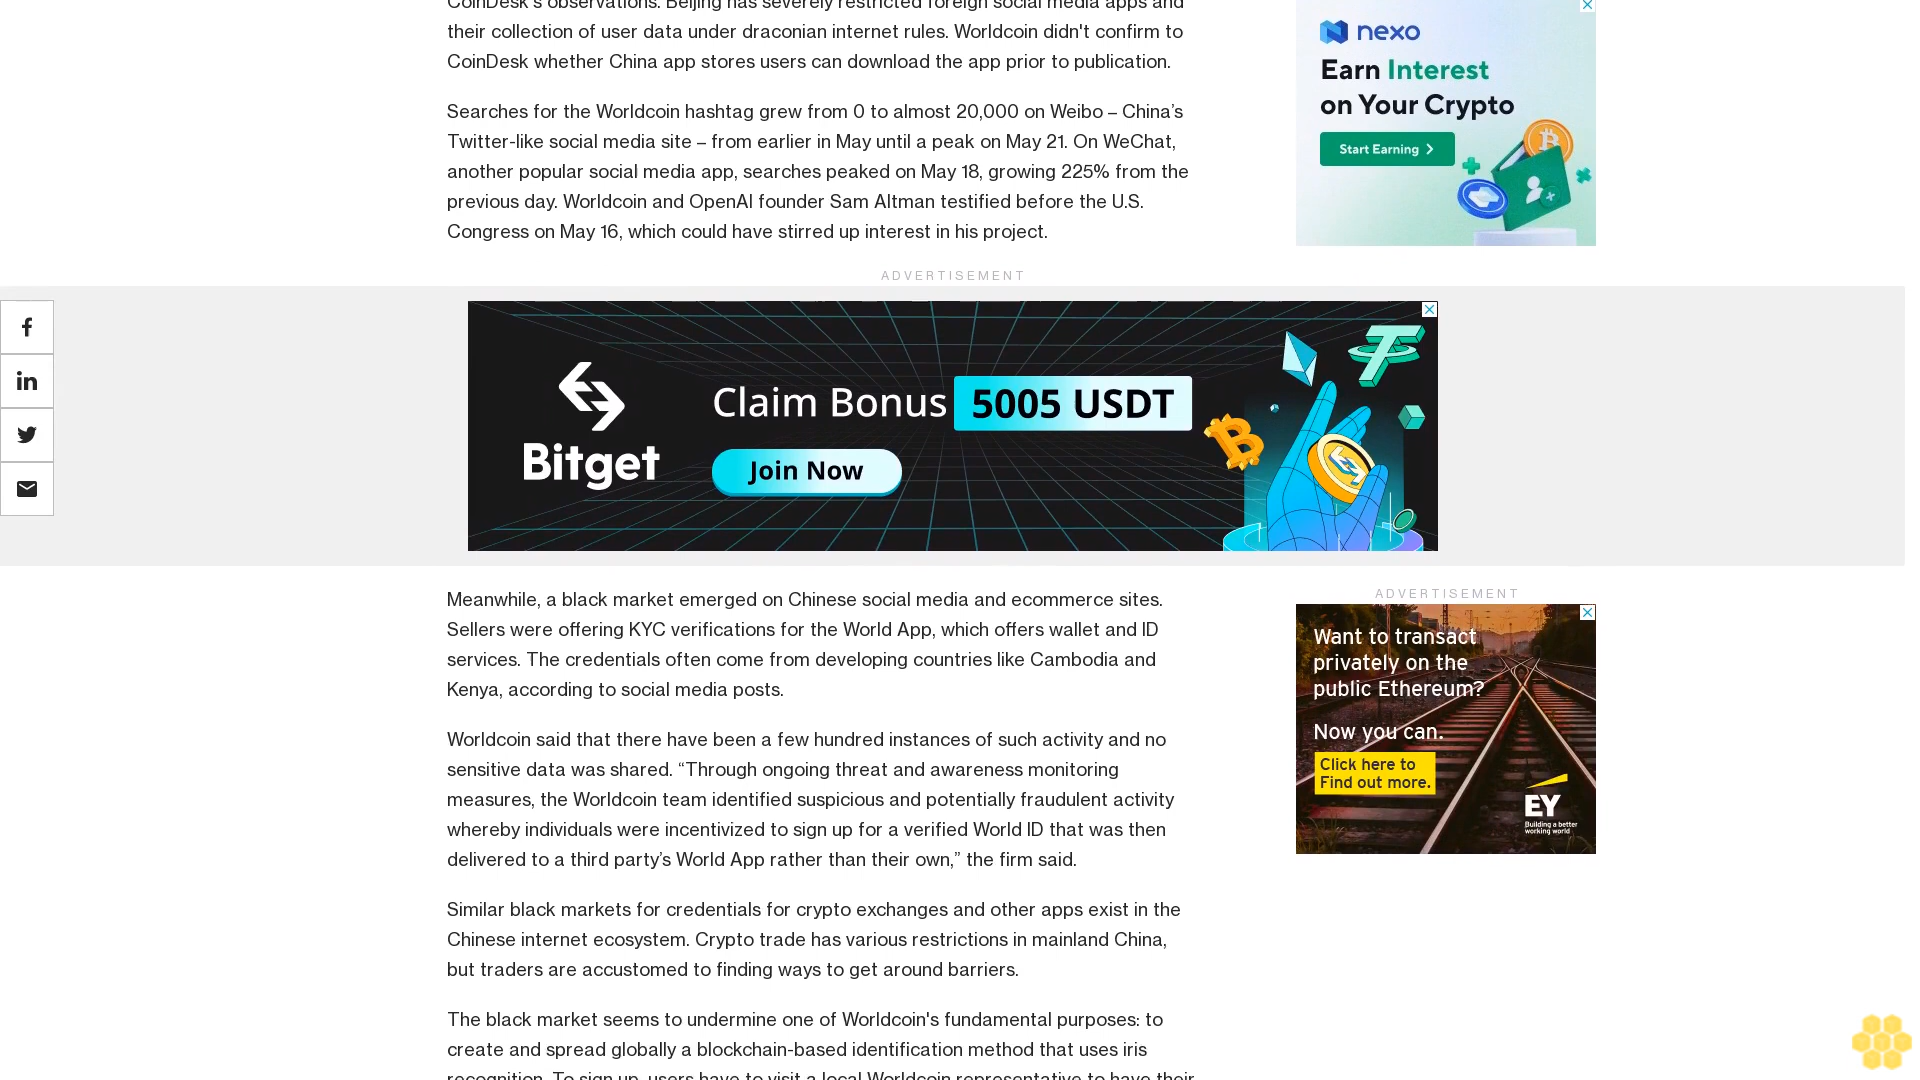 CoinDesk's observations. Beijing has severely restricted foreign social media apps and
their collection of user data under draconian internet rules. Worldcoin didn't confirm to
CoinDesk whether China app stores users can download the app prior to publication.
Searches for the Worldcoin hashtag grew from 0 to almost 20,000 on Weibo – China’s
Twitter-like social media site – from earlier in May until a peak on May 21. On WeChat,
another popular social media app, searches peaked on May 18, growing 225% from the
previous day. Worldcoin and OpenAI founder Sam Altman testified before the U.S.
Congress on May 16, which could have stirred up interest in his project.
nexo
Earn Interest
on Your Crypto
Start Earning
ADVERTISEMENT
Bitget
Claim Bonus 5005 USDT
Join Now
Meanwhile, a black market emerged on Chinese social media and ecommerce sites.
Sellers were offering KYC verifications for the World App, which offers wallet and ID
services. The credentials often come from developing countries like Cambodia and
Kenya, according to social media posts.
Worldcoin said that there have been a few hundred instances of such activity and no
sensitive data was shared. “Through ongoing threat and awareness monitoring
measures, the Worldcoin team identified suspicious and potentially fraudulent activity
whereby individuals were incentivized to sign up for a verified World ID that was then
delivered to a third party’s World App rather than their own,” the firm said.
Similar black markets for credentials for crypto exchanges and other apps exist in the
Chinese internet ecosystem. Crypto trade has various restrictions in mainland China,
but traders are accustomed to finding ways to get around barriers.
The black market seems to undermine one of Worldcoin's fundamental purposes: to
create and spread globally a blockchain-based identification method that uses iris
recognition. To sign up, users have to visit a local Worldcoin representative to have their
ADVERTISEMENT
Want to transact
privately on the
public Ethereum?
Now you can.
Click here to
Find out more.
EY
Building a better
working world